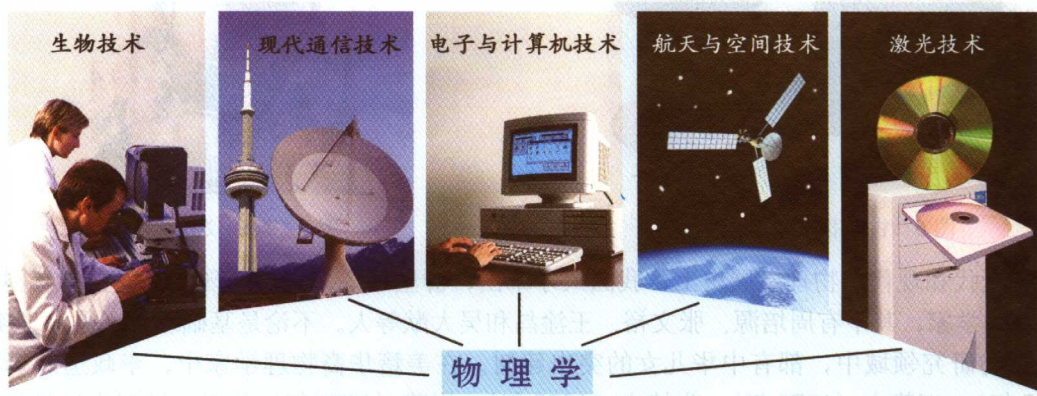 生物技术
现代通信技术
电子与计算机技术
航天与空间技术
激光技术
物理学